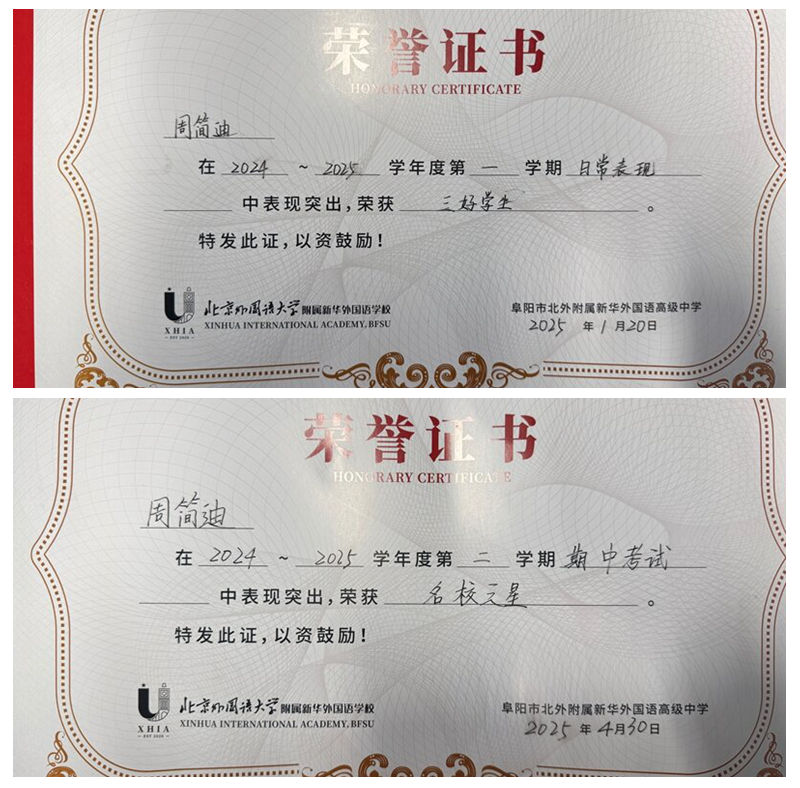 荣誉证书
HONORARY CERTIFICATE
周简迪
在 2024 ~ 2025 学年度第 一 学期 日常表现
中表现突出,荣获 三好学生 。
特发此证,以资鼓励!
XHIA
EST 2020
北京外国语大学附属新华外国语学校
XINHUA INTERNATIONAL ACADEMY, BFSU
阜阳市北外附属新华外国语高级中学
2025 年 1 月 20 日
荣誉证书
HONORARY CERTIFICATE
周简迪
在 2024 ~ 2025 学年度第 二 学期 期中考试
中表现突出,荣获 名校之星 。
特发此证,以资鼓励!
XHIA
EST 2020
北京外国语大学附属新华外国语学校
XINHUA INTERNATIONAL ACADEMY, BFSU
阜阳市北外附属新华外国语高级中学
2025 年 4 月 30 日